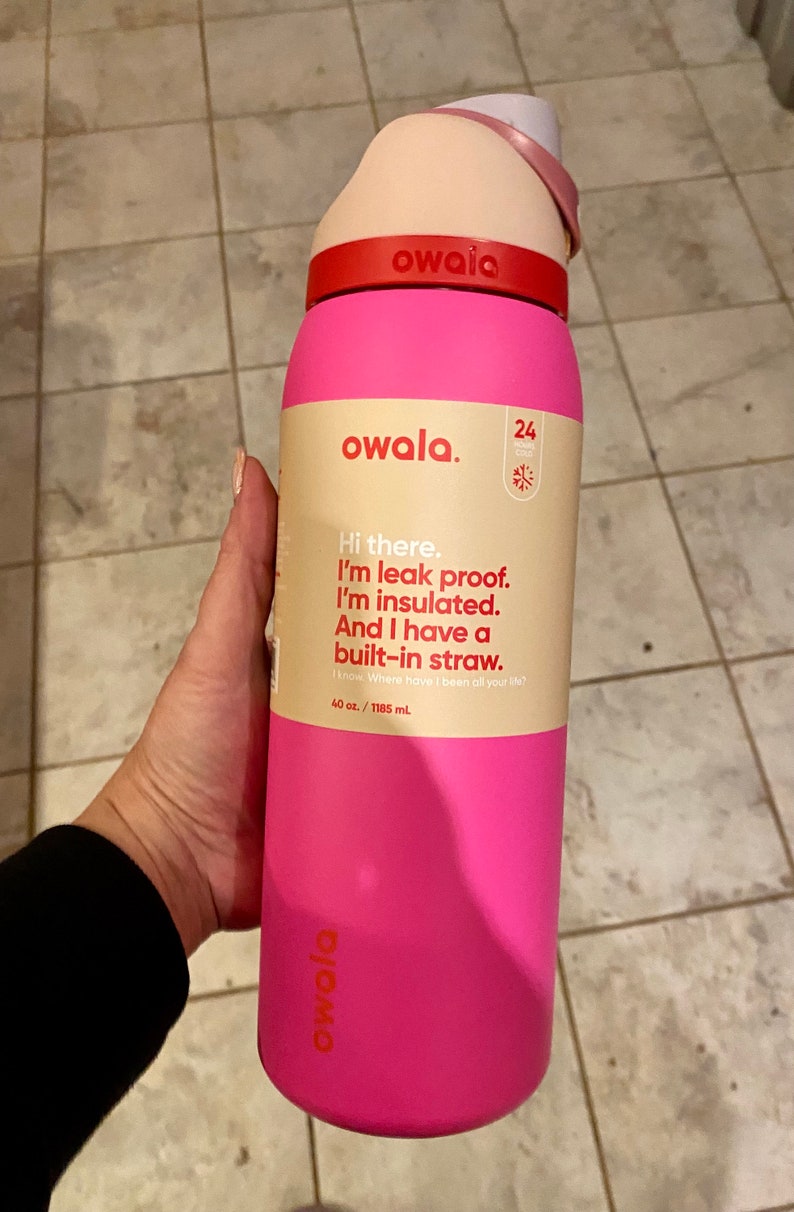 owala
owala.
24
HOURS
COLD
Hi there.
I'm leak proof.
I'm insulated.
And I have a
built-in straw.
I know. Where have I been all your life?
40 oz. / 1185 mL
owala